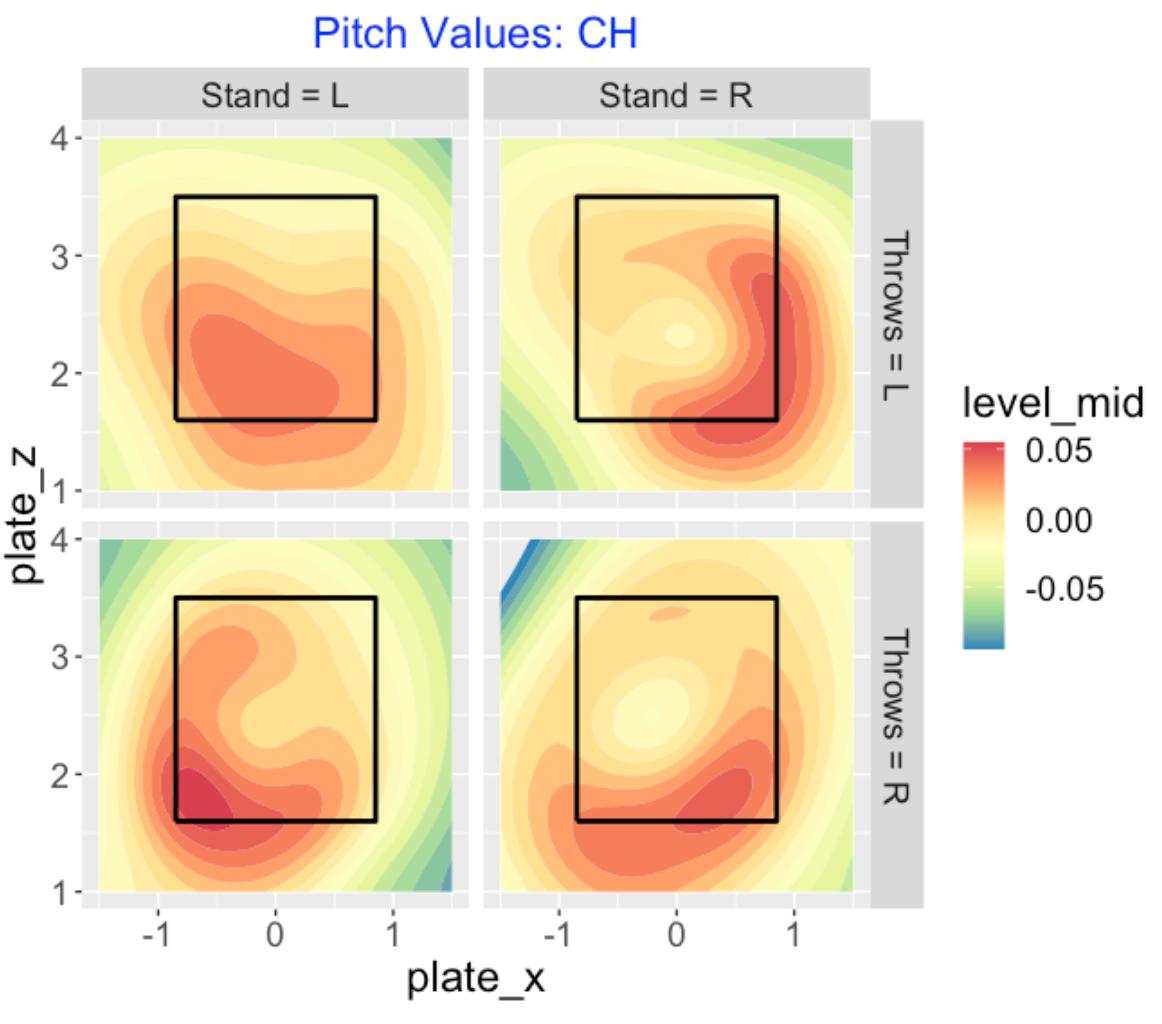 Pitch Values: CH
Stand = L
Stand = R
4
3
2
1
Throws = L
4
3
2
1
Throws = R
-1
0
1
-1
0
1
plate_x
plate_z
level_mid
0.05
0.00
-0.05